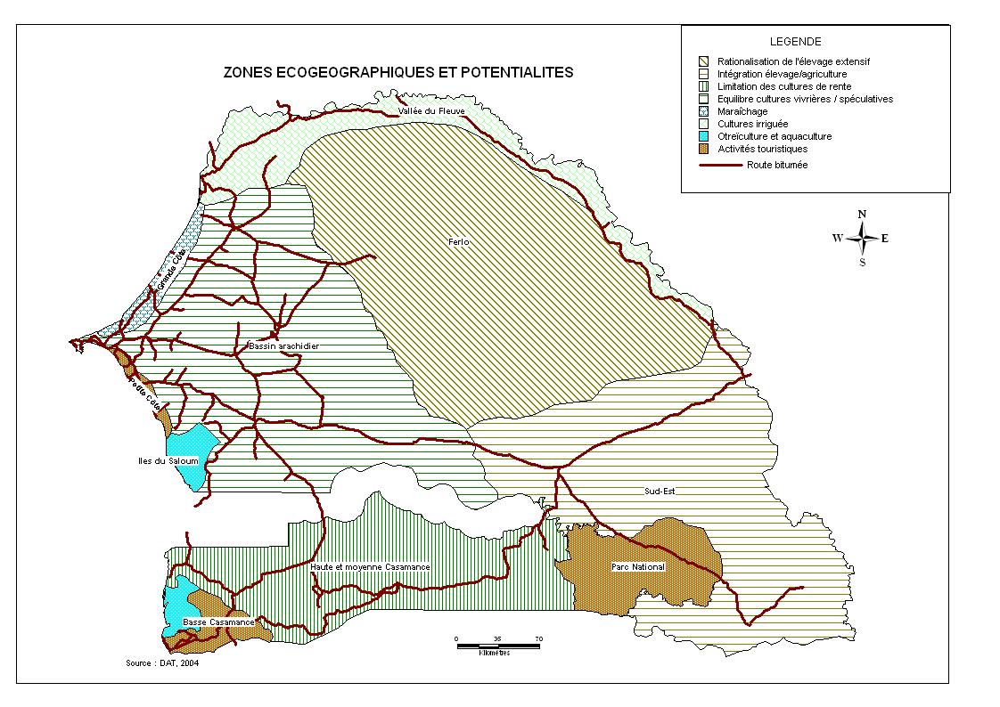 ZONES ECOGEOGRAPHIQUES ET POTENTIALITES
LEGENDE
Rationalisation de l'élevage extensif
Intégration élevage/agriculture
Limitation des cultures de rente
Equilibre cultures vivrières / spéculatives
Maraîchage
Cultures irriguée
Otreïculture et aquaculture
Activités touristiques
Route bitumée
N
W E
S
Vallée du Fleuve
Ferlo
Grande Côte
Bassin arachidier
Petite Côte
Iles du Saloum
Sud-Est
Haute et moyenne Casamance
Parc National
Basse Casamance
0 35 70
Kilomètres
Source : DAT, 2004